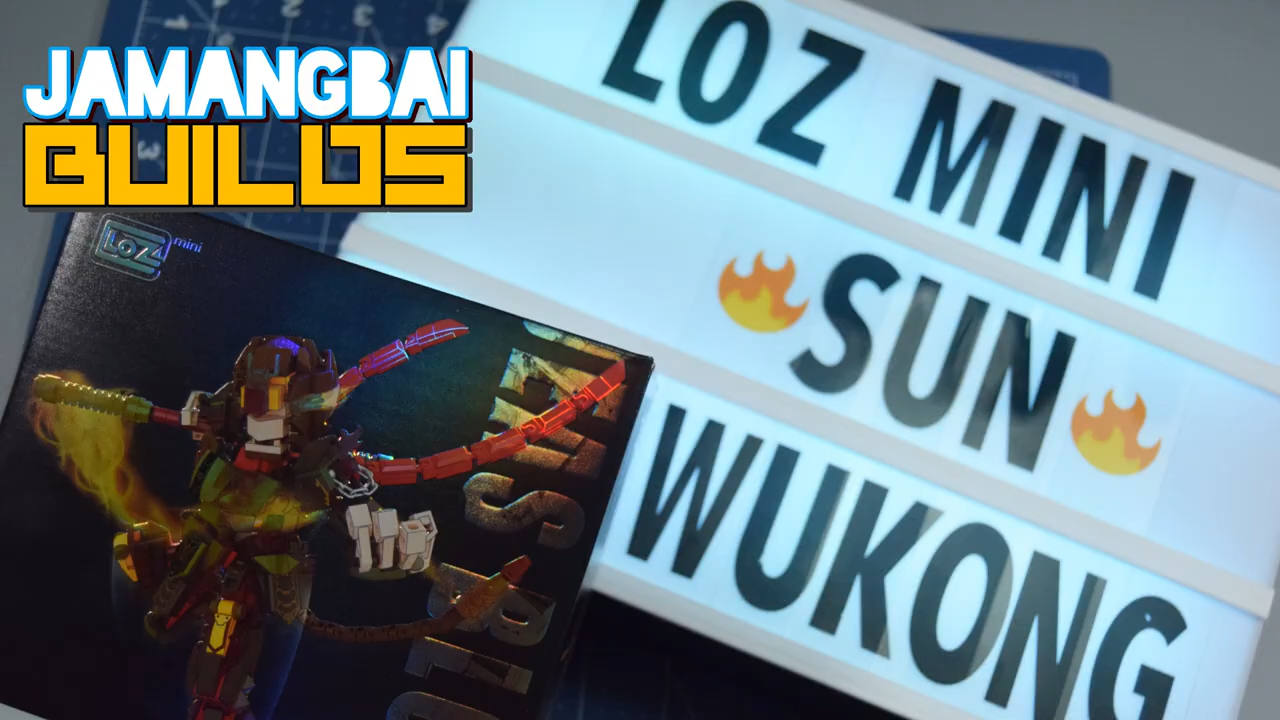 JAMANGBAI
BUILDS
LOZ mini
LOZ MINI
🔥SUN🔥
WUKONG